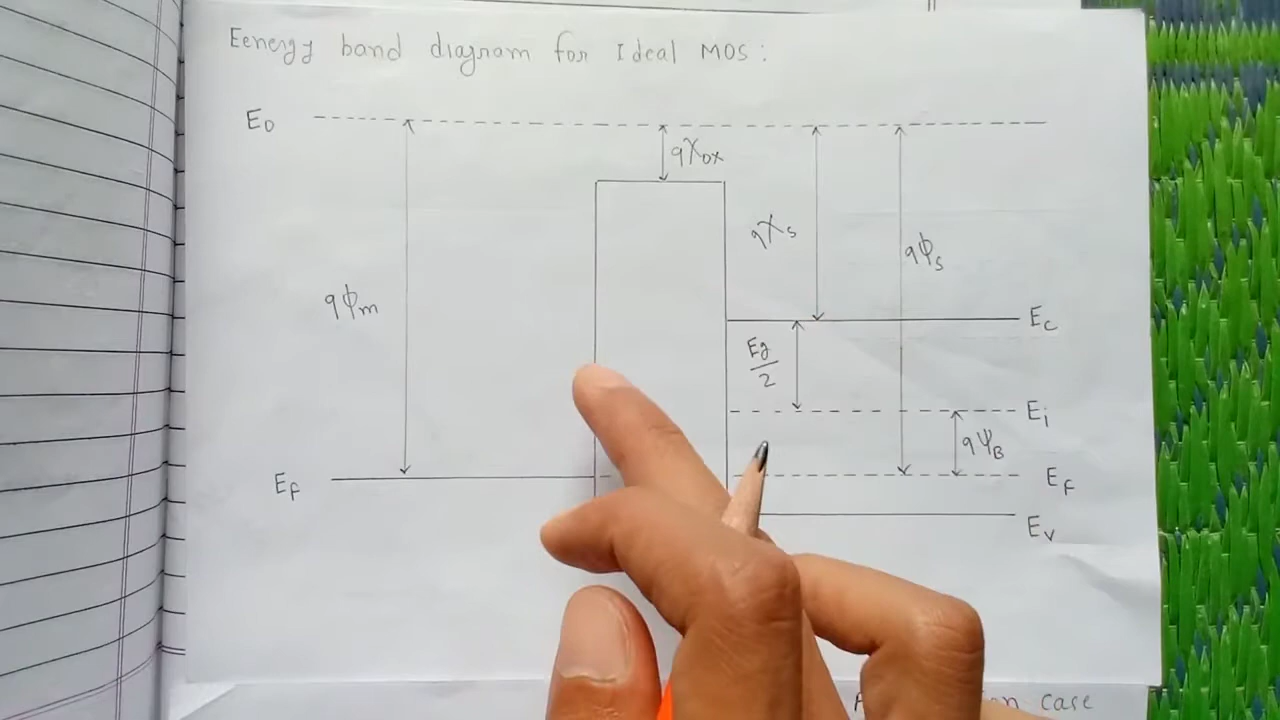 Eenergy band diagram for Ideal MOS:
E0
qχox
qχs
qϕs
qϕm
Ec
Eg/2
Ei
qψB
EF
EF
Ev
on case